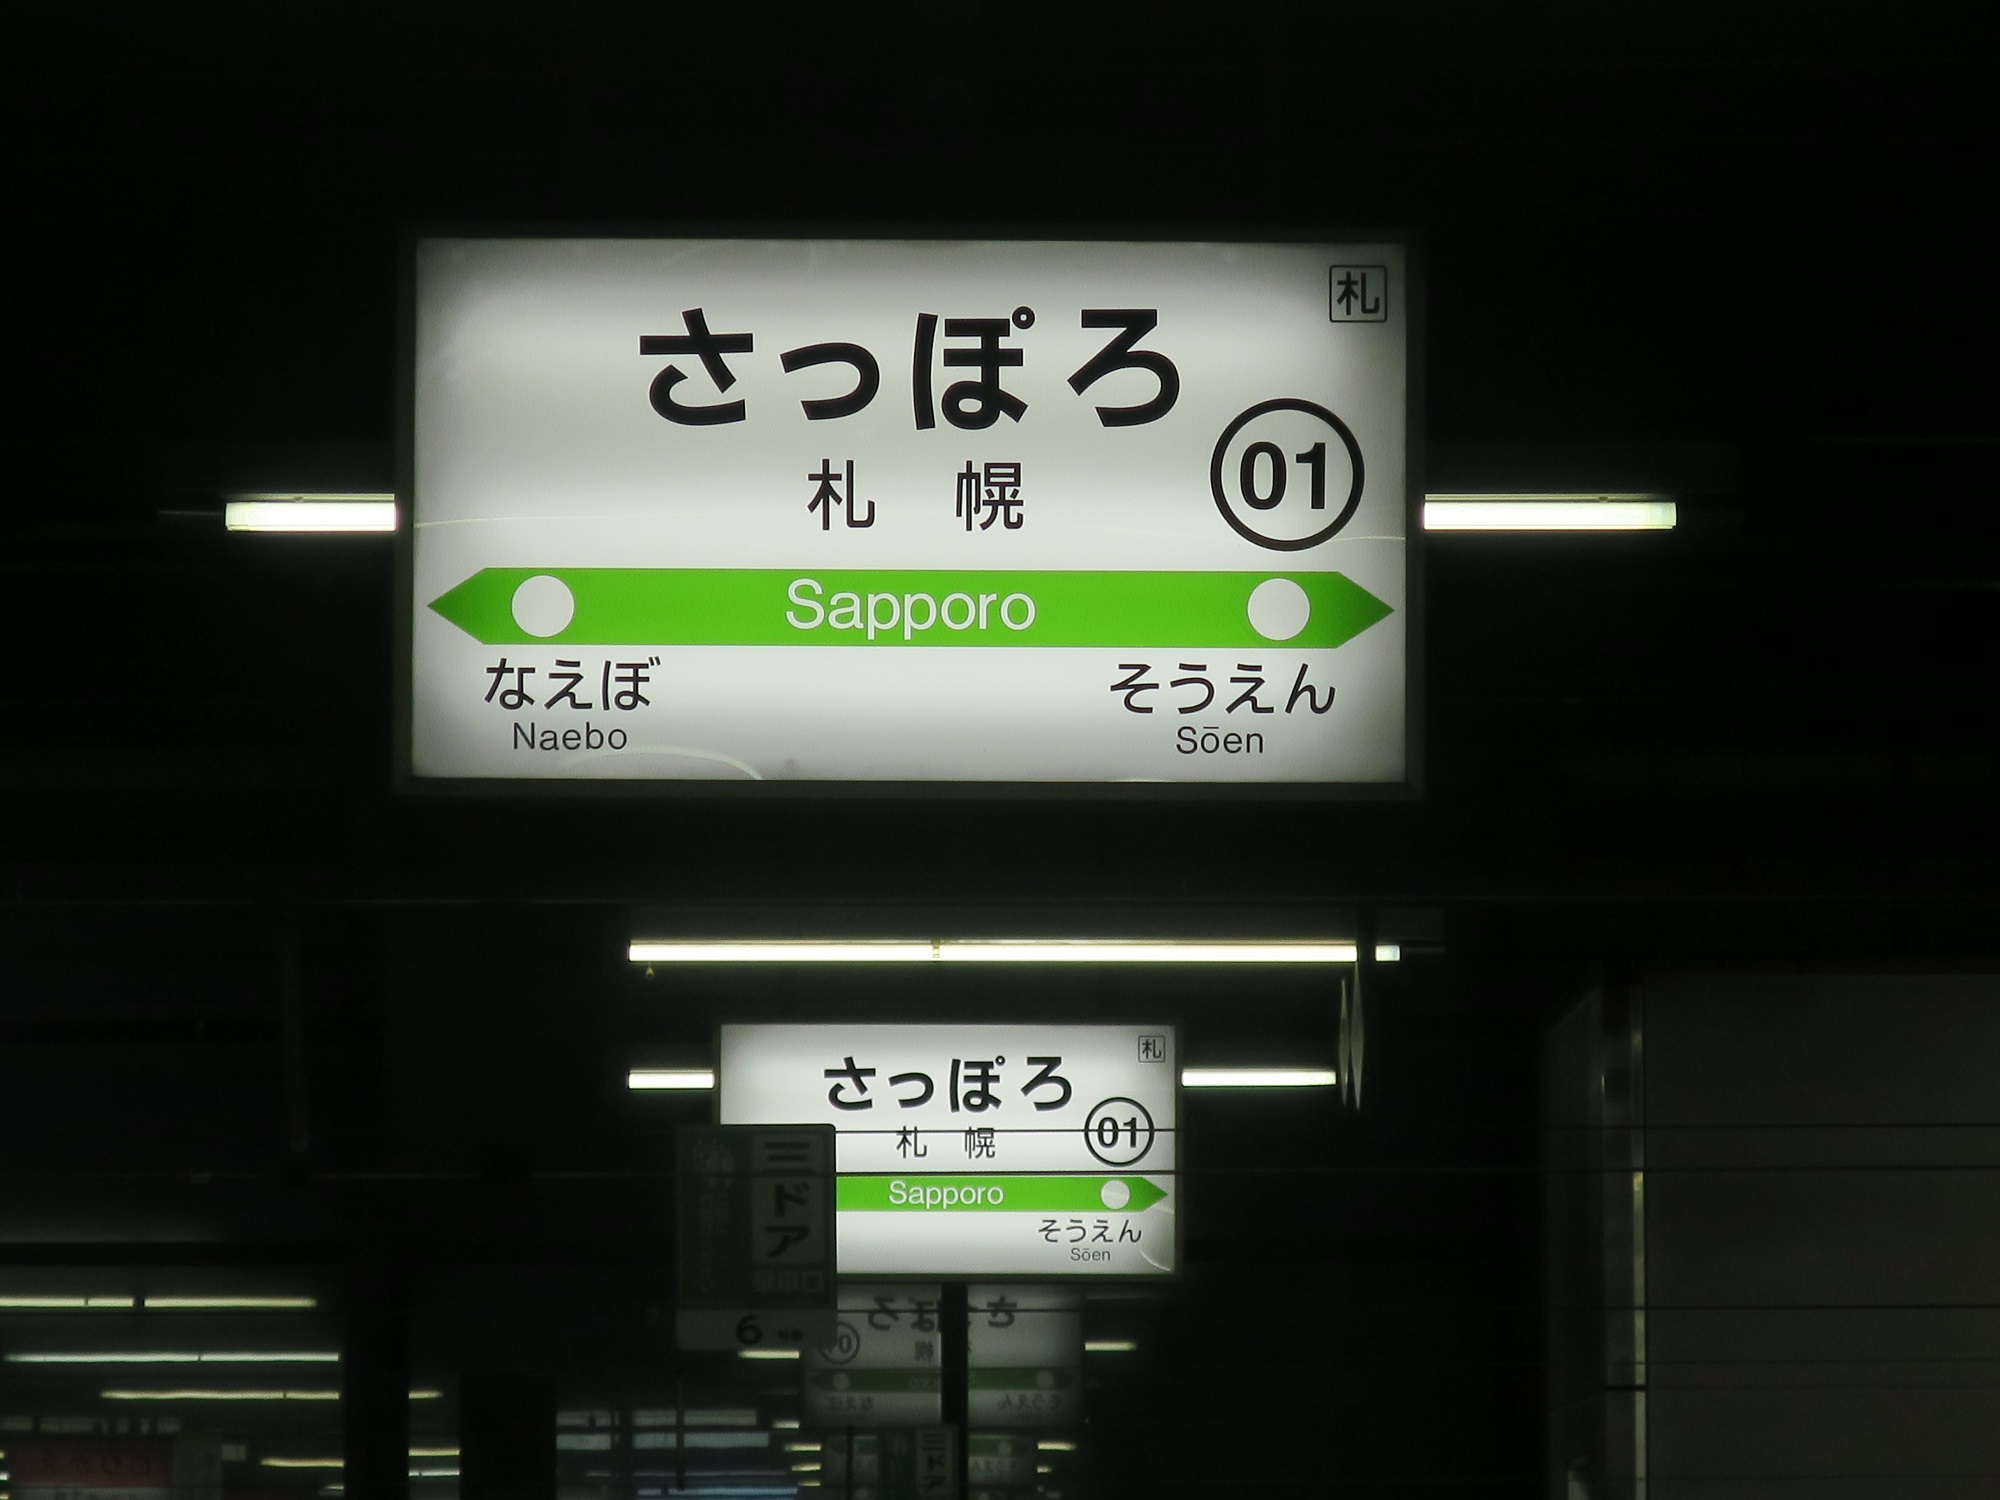 札
さっぽろ
01
札幌
Sapporo
なえぼ
そうえん
Naebo
Sōen
札
さっぽろ
01
札幌
Sapporo
そうえん
Sōen
三ドア
6